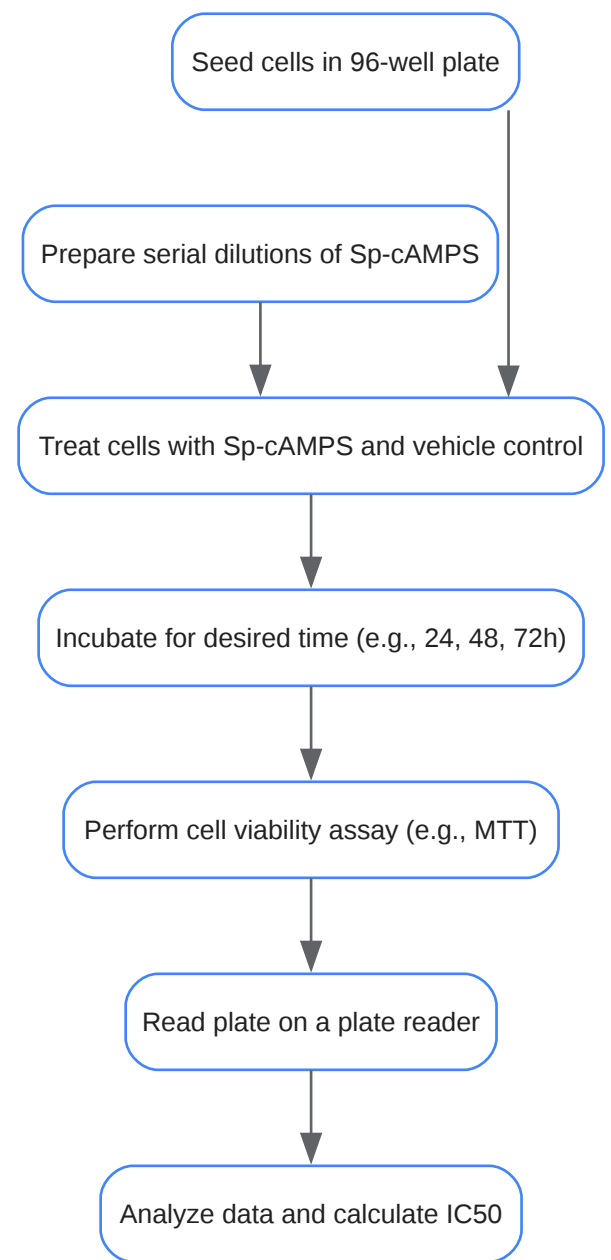 Seed cells in 96-well plate
Prepare serial dilutions of Sp-cAMPS
Treat cells with Sp-cAMPS and vehicle control
Incubate for desired time (e.g., 24, 48, 72h)
Perform cell viability assay (e.g., MTT)
Read plate on a plate reader
Analyze data and calculate IC50